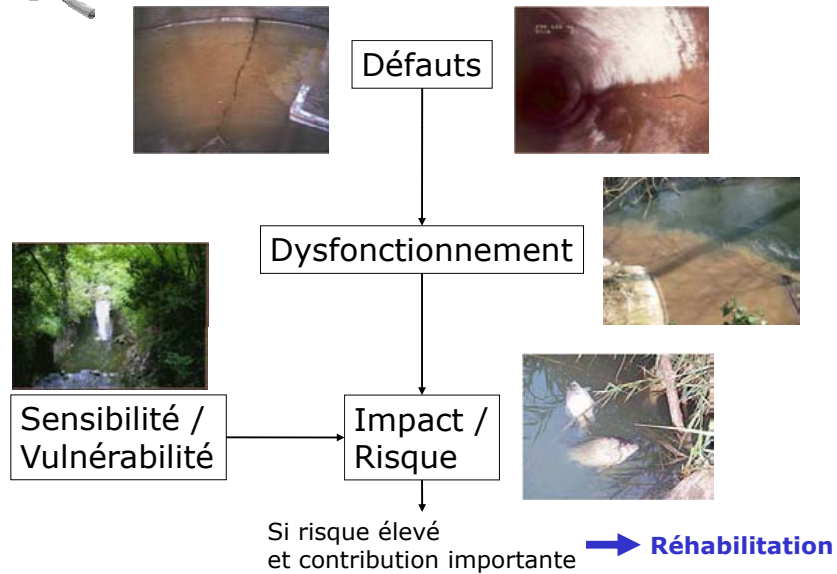 Défauts
Dysfonctionnement
Sensibilité /
Vulnérabilité
Impact /
Risque
Si risque élevé
et contribution importante
Réhabilitation